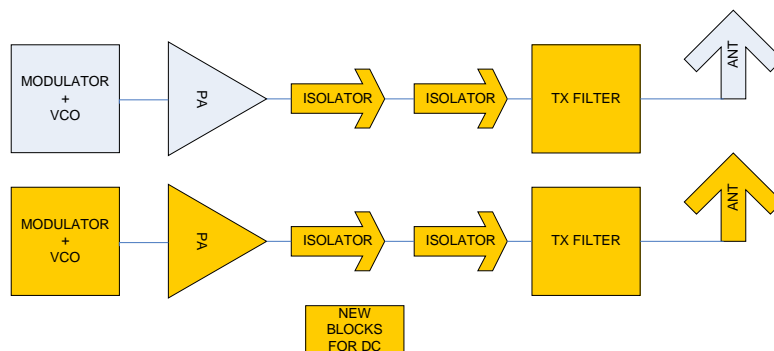 MODULATOR
+
VCO
PA
ISOLATOR
ISOLATOR
TX FILTER
ANT
MODULATOR
+
VCO
PA
ISOLATOR
ISOLATOR
TX FILTER
ANT
NEW
BLOCKS
FOR DC